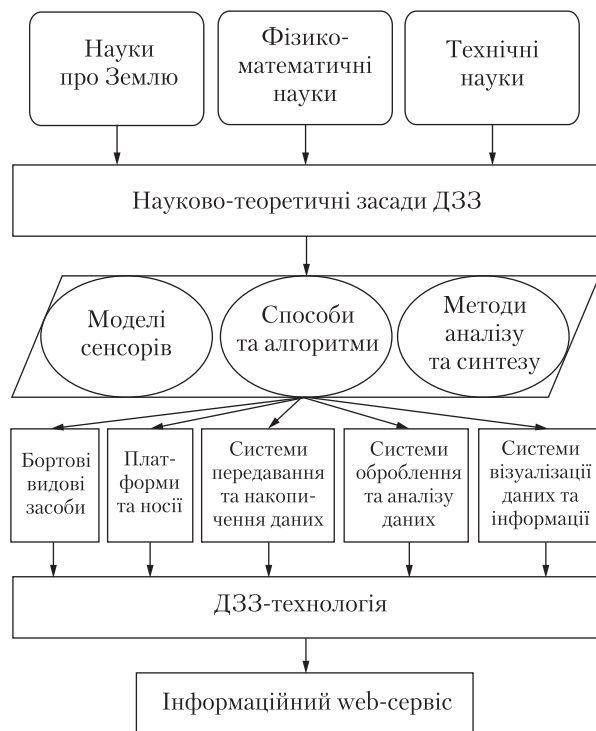 Науки
про Землю
Фізико-
математичні
науки
Технічні
науки
Науково-теоретичні засади ДЗЗ
Моделі
сенсорів
Способи
та алгоритми
Методи
аналізу
та синтезу
Бортові
видові
засоби
Плат-
форми
та носії
Системи
передавання
та накопи-
чення даних
Системи
оброблення
та аналізу
даних
Системи
візуалізації
даних та
інформації
ДЗЗ-технологія
Інформаційний web-сервіс